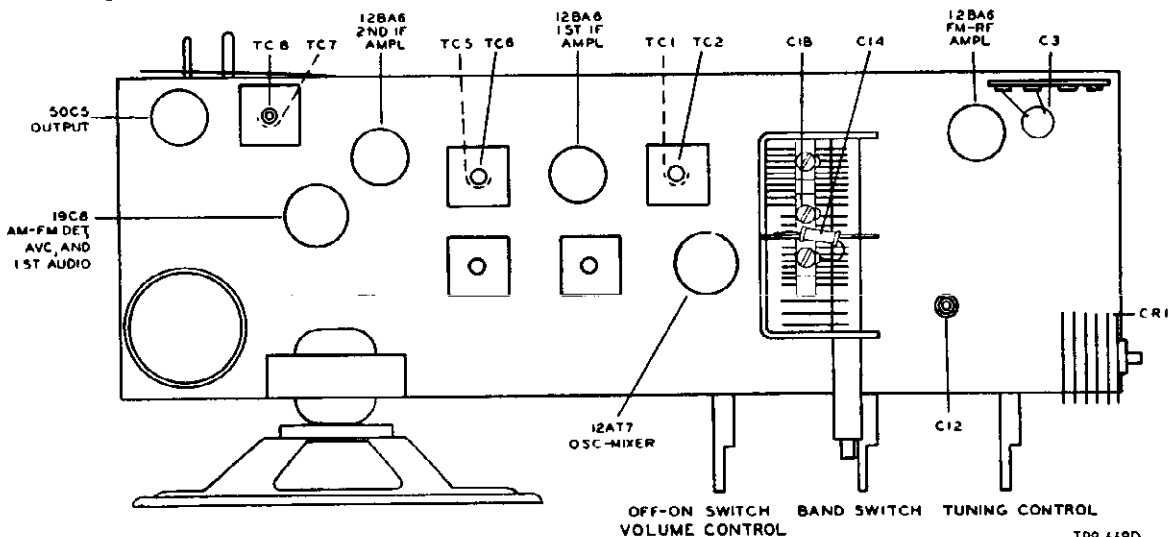 12BA6
2ND IF
AMPL
12BA6
1ST IF
AMPL
12BA6
FM-RF
AMPL
TC8
TC7
TC5
TC6
TC1
TC2
C1B
C14
C3
50C5
OUTPUT
19C8
AM-FM DET,
AVC, AND
1ST AUDIO
CR1
12AT7
OSC-MIXER
C12
OFF-ON SWITCH
VOLUME CONTROL
BAND SWITCH
TUNING CONTROL